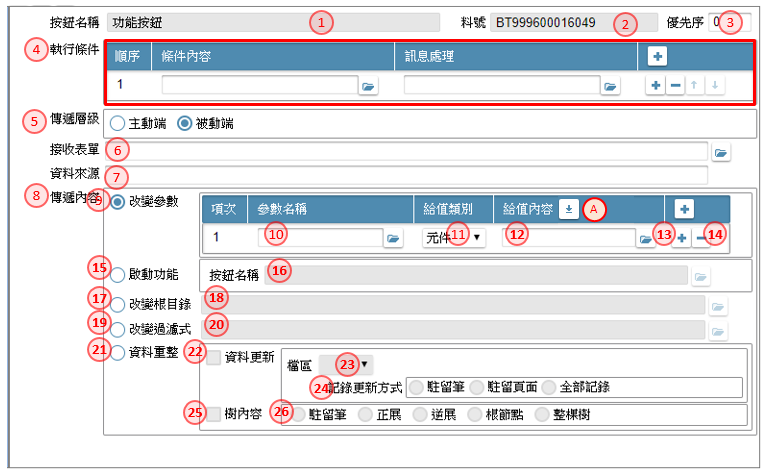 按鈕名稱 功能按鈕 1 料號 BT999600016049 2 優先序 0 3
4 執行條件
順序 條件內容 訊息處理
1
5 傳遞層級 主動端 被動端
接收表單 6
資料來源 7
8 傳遞內容 9 改變參數
項次 參數名稱 給值類別 給值內容 A
1 10 元件 11 12 13 14
15 啟動功能 按鈕名稱 16
17 改變根目錄 18
19 改變過濾式 20
21 資料重整 22 資料更新 檔區 23
24 記錄更新方式 駐留筆 駐留頁面 全部記錄
25 樹內容 26 駐留筆 正展 逆展 根節點 整棵樹